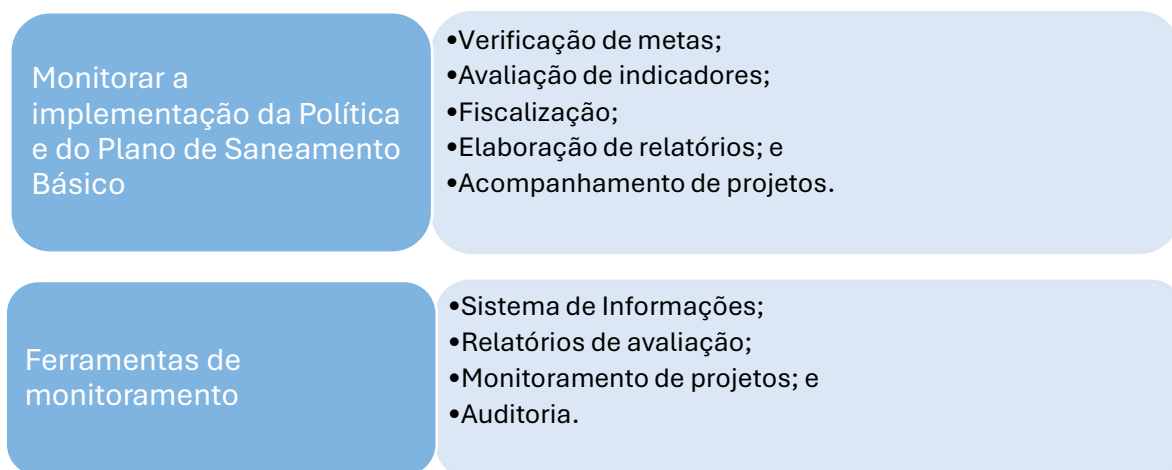 Monitorar a
implementação da Política
e do Plano de Saneamento
Básico
•Verificação de metas;
•Avaliação de indicadores;
•Fiscalização;
•Elaboração de relatórios; e
•Acompanhamento de projetos.
Ferramentas de
monitoramento
•Sistema de Informações;
•Relatórios de avaliação;
•Monitoramento de projetos; e
•Auditoria.